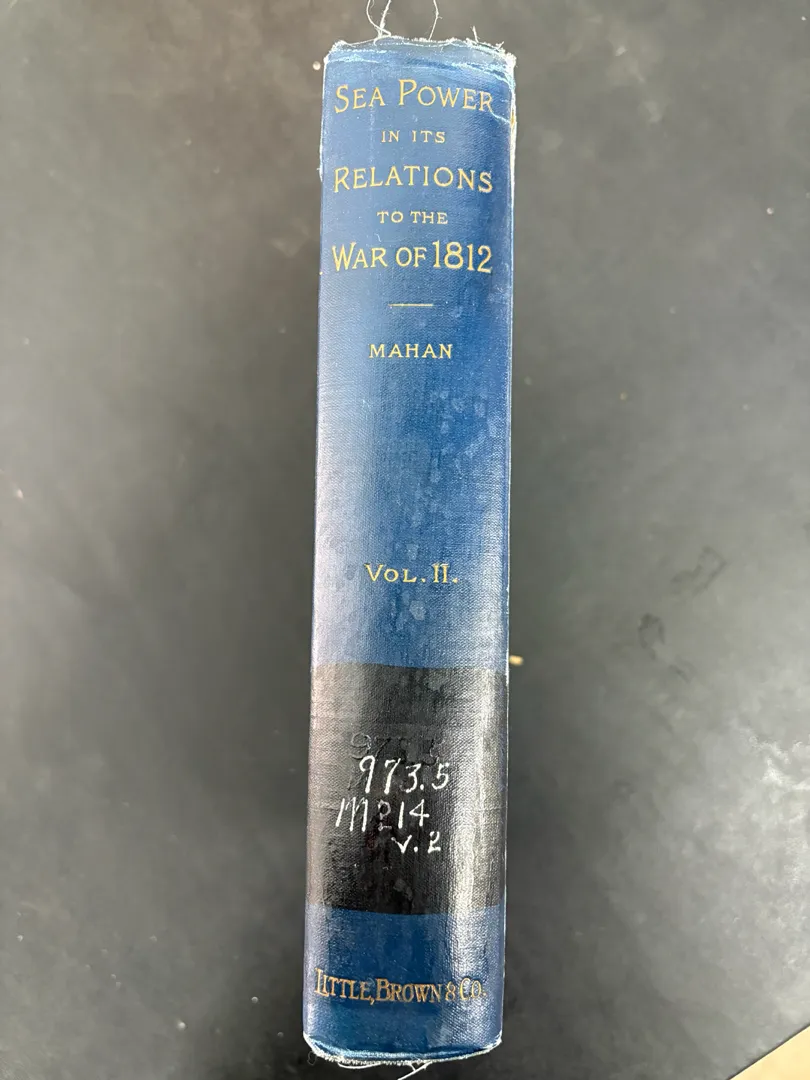 SEA POWER
IN ITS
RELATIONS
TO THE
WAR OF 1812
MAHAN
VOL. II.
973.5
M214
v.2
LITTLE, BROWN & CO.